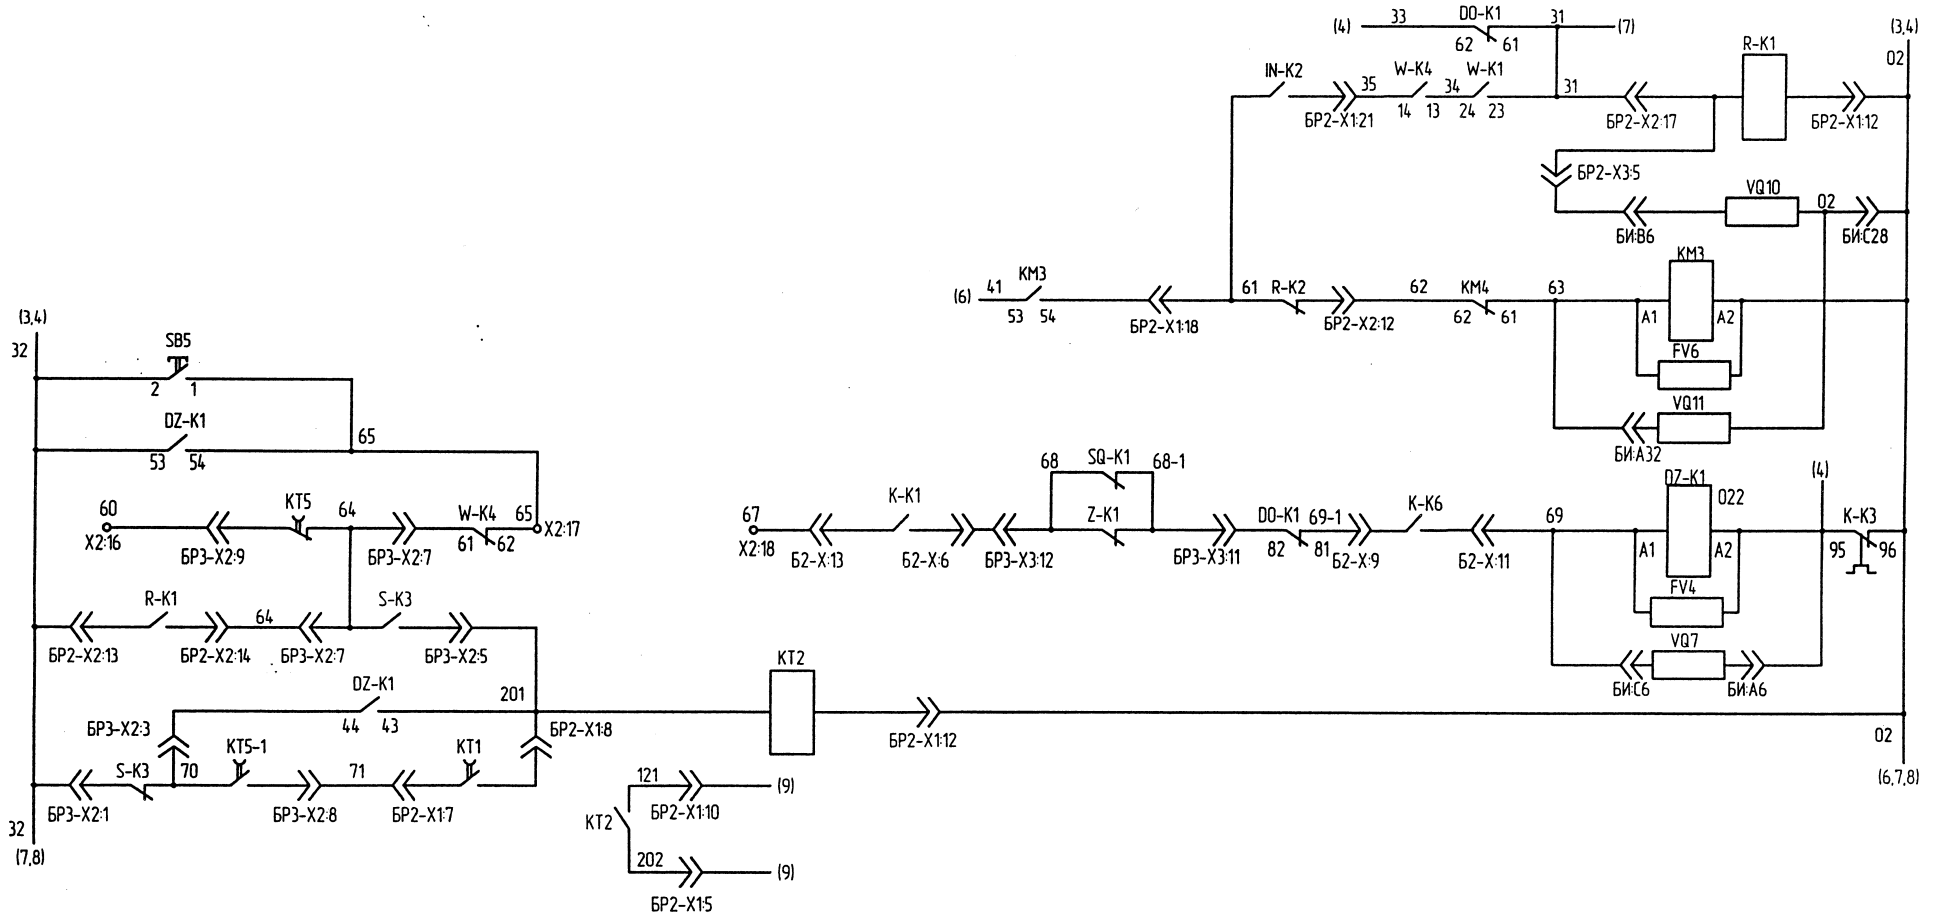 (4) 33 DO-K1 31 (7) (3,4)
62 61 R-K1 02
IN-K2 35 W-K4 34 W-K1 31
14 13 24 23
БР2-X1:21 БР2-X2:17 БР2-X1:12
БР2-X3:5
VQ10 02
БИ:В6 БИ:С28
(6) 41 KM3 61 R-K2 62 KM4 63 KM3
53 54 БР2-X1:18 БР2-X2:12 62 61 A1 A2
FV6
VQ11
БИ:А32
(3,4)
32 SB5
2 1
DZ-K1 65
53 54
60 KT5 64 W-K4 65
X2:16 БР3-X2:9 БР3-X2:7 61 62 X2:17
68 SQ-K1 68-1 DZ-K1 022 (4)
67 K-K1 Z-K1 DO-K1 69-1 K-K6 69 K-K3
X2:18 Б2-X:13 Б2-X:6 БР3-X3:12 БР3-X3:11 82 81 Б2-X:9 Б2-X:11 A1 A2 95 96
FV4
VQ7
БИ:С6 БИ:А6
R-K1 64 S-K3
БР2-X2:13 БР2-X2:14 БР3-X2:7 БР3-X2:5
DZ-K1 201 KT2
БР3-X2:3 44 43 БР2-X1:8 БР2-X1:12 02
S-K3 70 KT5-1 71 KT1
БР3-X2:1 БР3-X2:8 БР2-X1:7
(6,7,8)
121 (9)
БР2-X1:10
KT2
202 (9)
БР2-X1:5
32
(7,8)